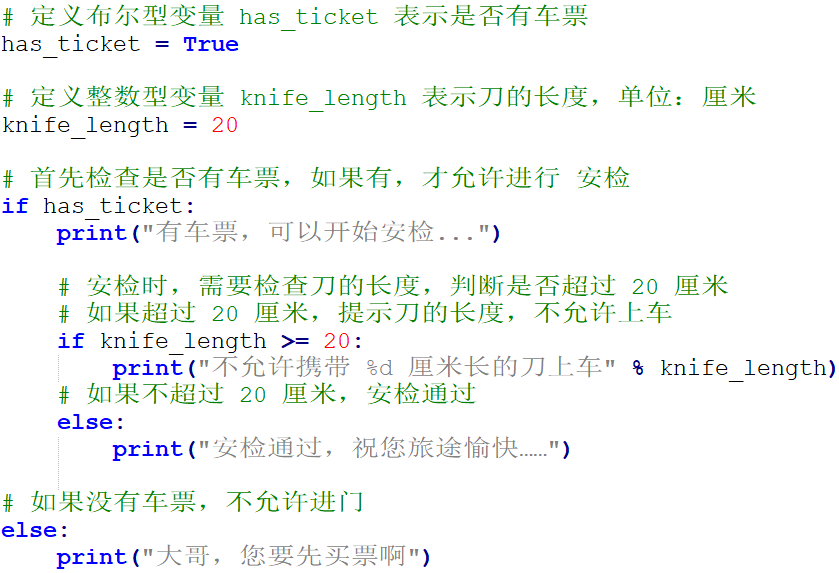 # 定义布尔型变量 has_ticket 表示是否有车票
has_ticket = True
# 定义整数型变量 knife_length 表示刀的长度，单位：厘米
knife_length = 20
# 首先检查是否有车票，如果有，才允许进行 安检
if has_ticket:
    print("有车票，可以开始安检...")
    # 安检时，需要检查刀的长度，判断是否超过 20 厘米
    # 如果超过 20 厘米，提示刀的长度，不允许上车
    if knife_length >= 20:
        print("不允许携带 %d 厘米长的刀上车" % knife_length)
    # 如果不超过 20 厘米，安检通过
    else:
        print("安检通过，祝您旅途愉快……")
# 如果没有车票，不允许进门
else:
    print("大哥，您要先买票啊")